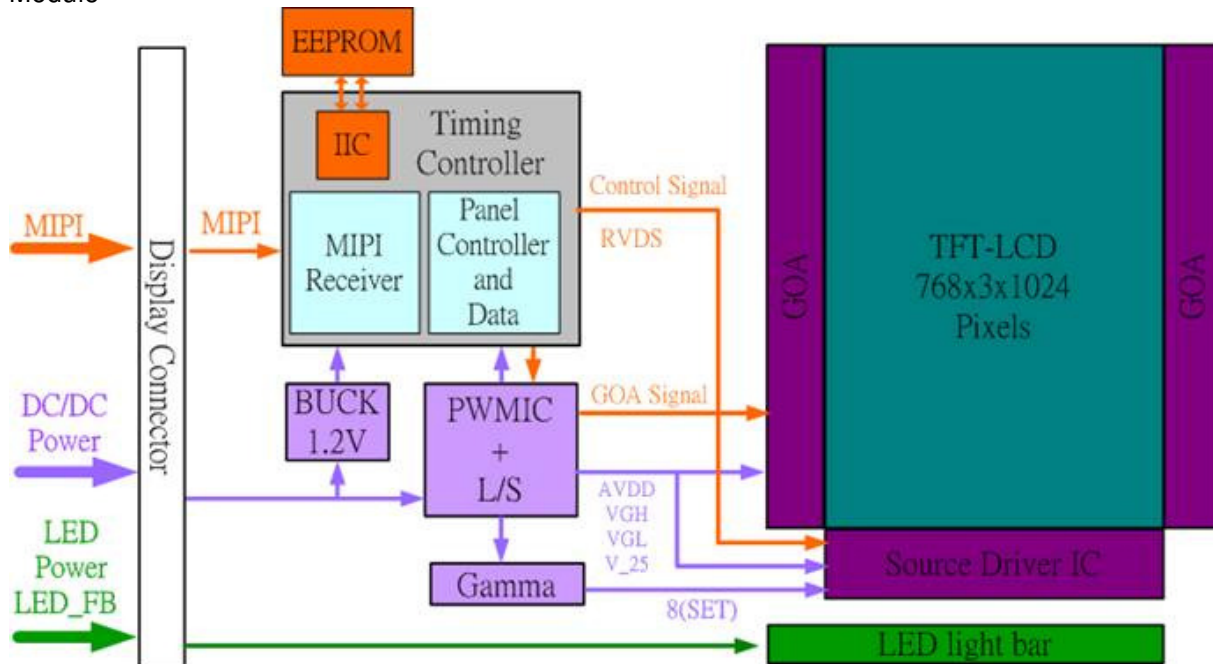 Module
EEPROM
IIC
Timing
Controller
MIPI
Receiver
Panel
Controller
and
Data
MIPI
MIPI
Display Connector
DC/DC
Power
LED
Power
LED_FB
BUCK
1.2V
PWMIC
+
L/S
Gamma
Control Signal
RVDS
GOA Signal
AVDD
VGH
VGL
V_25
8(SET)
GOA
TFT-LCD
768x3x1024
Pixels
GOA
Source Driver IC
LED light bar